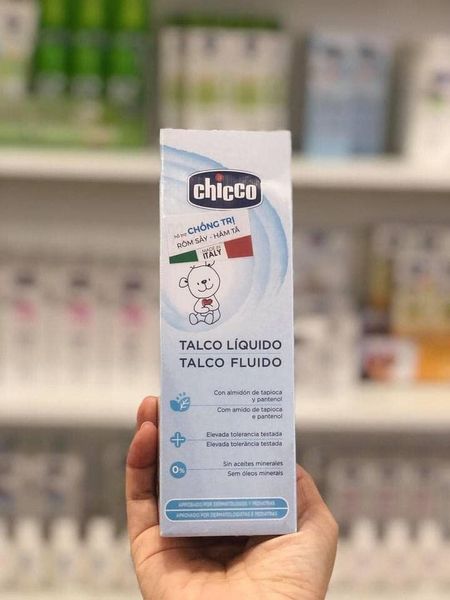 chicco
hỗ trợ CHỐNG TRỊ
RÔM SẢY - HĂM TÃ
MADE IN
ITALY
TALCO LÍQUIDO
TALCO FLUIDO
Con almidón de tapioca
y pantenol
Com amido de tapioca
e pantenol
Elevada tolerancia testada
Elevada tolerância testada
0%
Sin aceites minerales
Sem óleos minerais
APROBADO POR DERMATÓLOGOS Y PEDIATRAS
APROVADO POR DERMATOLOGISTAS E PEDIATRAS